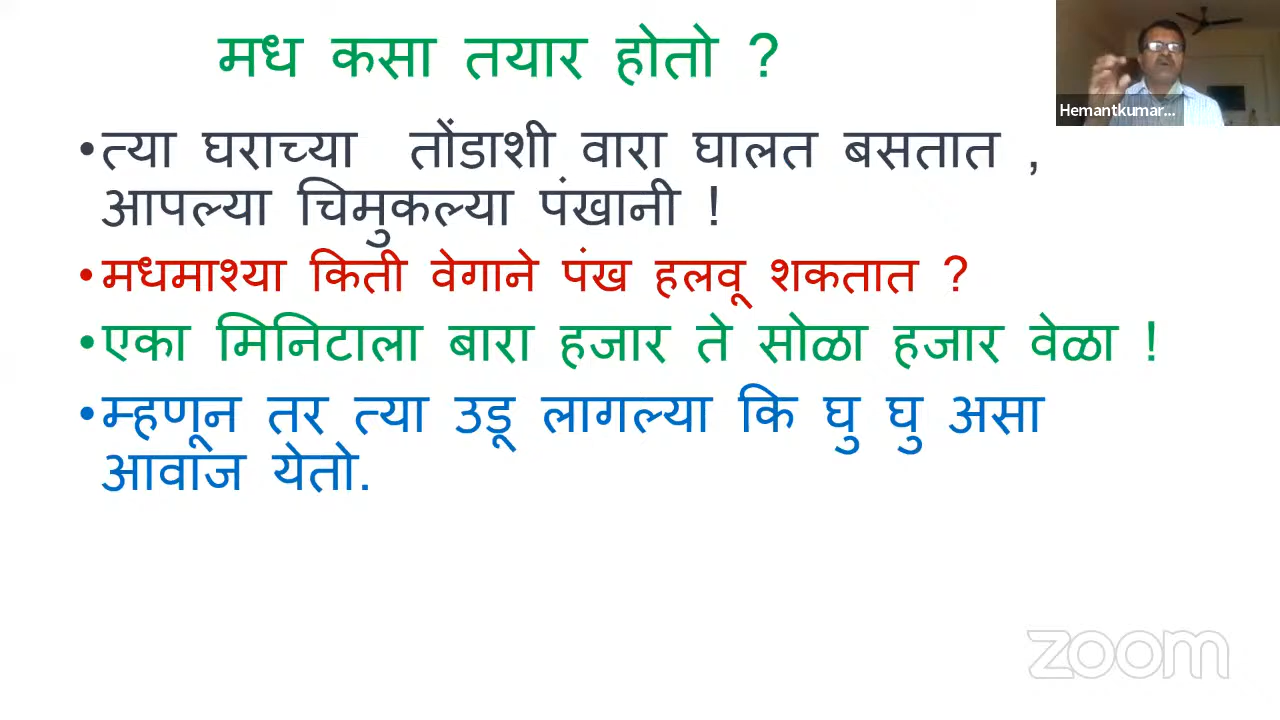 मध कसा तयार होतो ?
Hemantkumar...
•त्या घराच्या तोंडाशी वारा घालत बसतात ,
आपल्या चिमुकल्या पंखानी !
•मधमाश्या किती वेगाने पंख हलवू शकतात ?
•एका मिनिटाला बारा हजार ते सोळा हजार वेळा !
•म्हणून तर त्या उडू लागल्या कि घु घु असा
आवाज येतो.
zoom